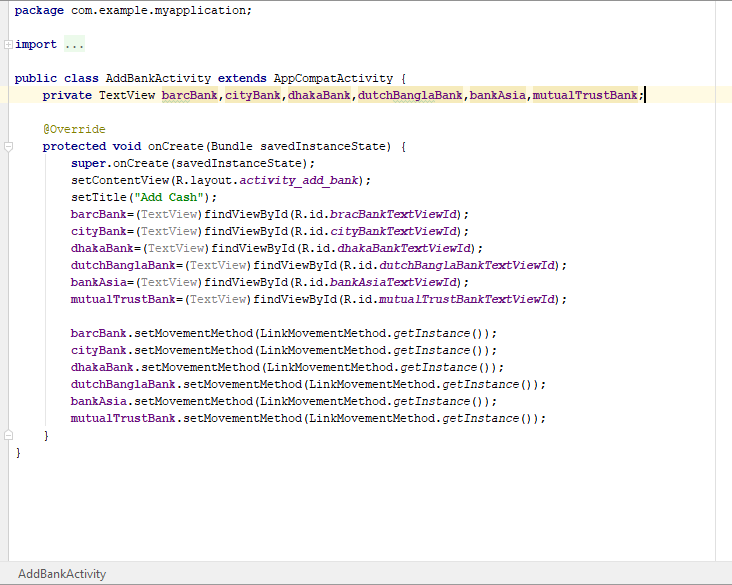 package com.example.myapplication;
import ...
public class AddBankActivity extends AppCompatActivity {
private TextView barcBank,cityBank,dhakaBank,dutchBanglaBank,bankAsia,mutualTrustBank;
@Override
protected void onCreate(Bundle savedInstanceState) {
super.onCreate(savedInstanceState);
setContentView(R.layout.activity_add_bank);
setTitle("Add Cash");
barcBank=(TextView)findViewById(R.id.bracBankTextViewId);
cityBank=(TextView)findViewById(R.id.cityBankTextViewId);
dhakaBank=(TextView)findViewById(R.id.dhakaBankTextViewId);
dutchBanglaBank=(TextView)findViewById(R.id.dutchBanglaBankTextViewId);
bankAsia=(TextView)findViewById(R.id.bankAsiaTextViewId);
mutualTrustBank=(TextView)findViewById(R.id.mutualTrustBankTextViewId);
barcBank.setMovementMethod(LinkMovementMethod.getInstance());
cityBank.setMovementMethod(LinkMovementMethod.getInstance());
dhakaBank.setMovementMethod(LinkMovementMethod.getInstance());
dutchBanglaBank.setMovementMethod(LinkMovementMethod.getInstance());
bankAsia.setMovementMethod(LinkMovementMethod.getInstance());
mutualTrustBank.setMovementMethod(LinkMovementMethod.getInstance());
}
}
AddBankActivity